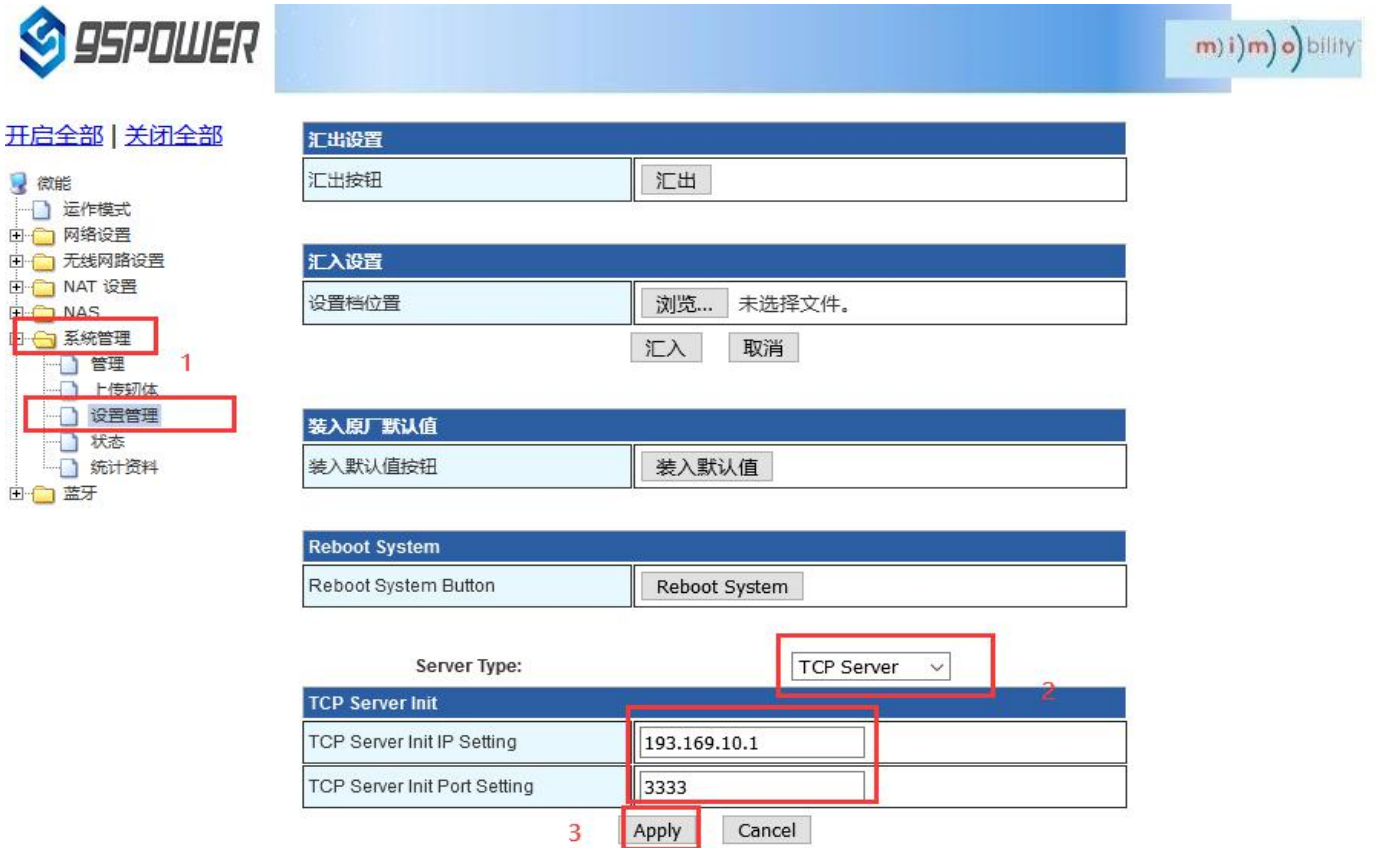 95POWER
m)i)m)o)bility
开启全部 | 关闭全部
微能
运作模式
网络设置
无线网路设置
NAT 设置
NAS
系統管理
1
管理
上传韧体
设置管理
状态
统计资料
蓝牙
汇出设置
汇出按钮 汇出
汇入设置
设置档位置 浏览... 未选择文件。
汇入 取消
装入原厂默认值
装入默认值按钮 装入默认值
Reboot System
Reboot System Button Reboot System
Server Type: TCP Server
2
TCP Server Init
TCP Server Init IP Setting 193.169.10.1
TCP Server Init Port Setting 3333
3 Apply Cancel